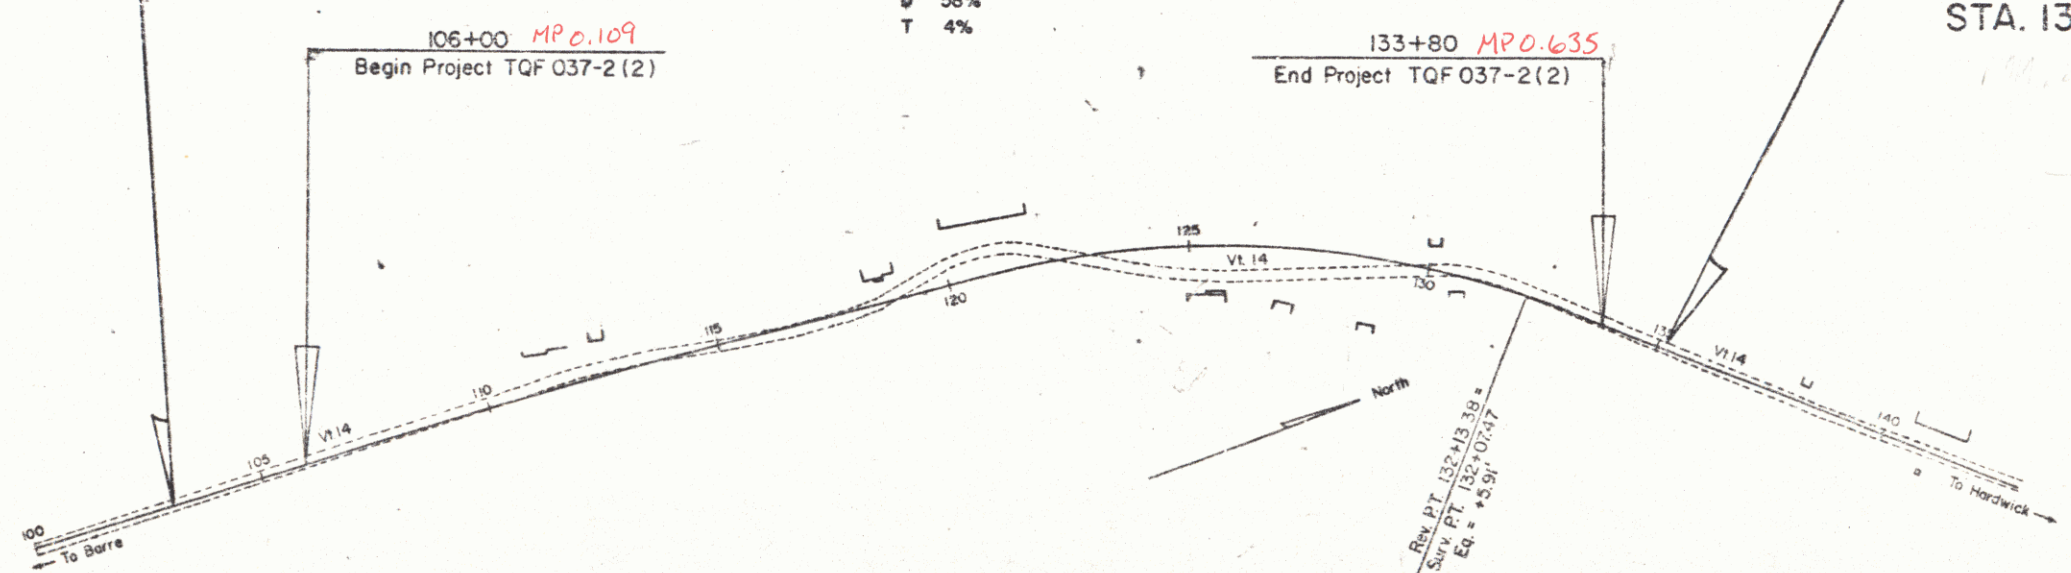 D 58%
T 4%
STA. 13
106+00 MP 0.109
Begin Project TQF 037-2(2)
133+80 MP 0.635
End Project TQF 037-2(2)
125
Vt. 14
130
120
115
135
Vt 14
110
North
Vt 14
140
105
Rev. P.T. 132+13.38 =
Surv. P.T. 132+07.47
Eq. = +5.91'
To Hardwick
100
To Barre